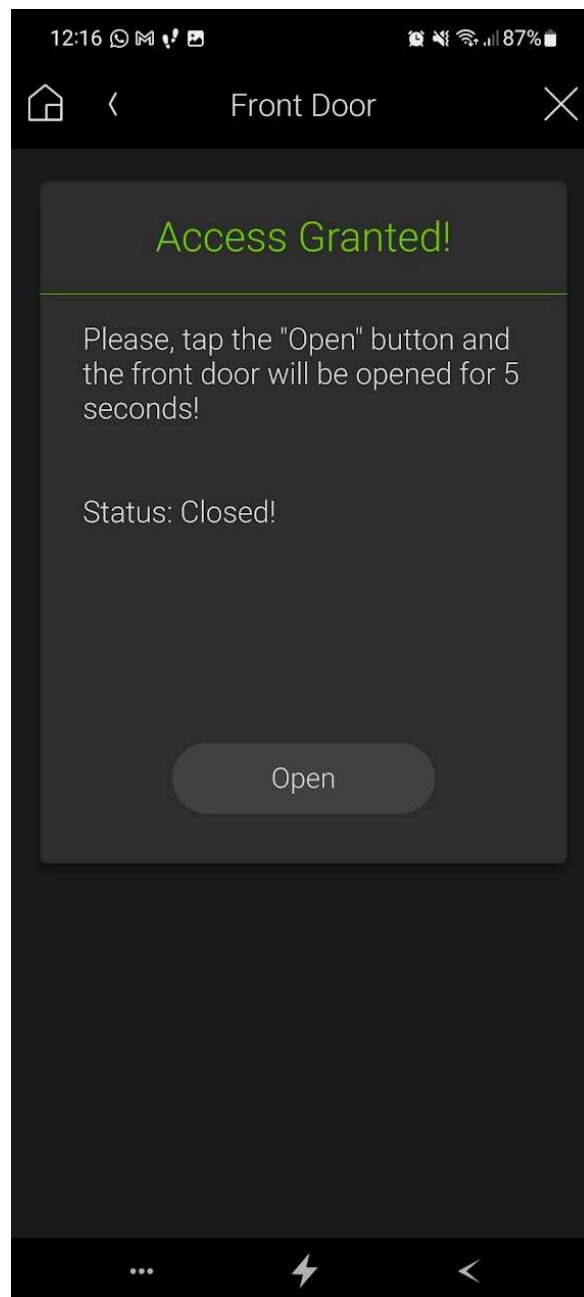 12:16 87%
Front Door
Access Granted!
Please, tap the "Open" button and
the front door will be opened for 5
seconds!
Status: Closed!
Open